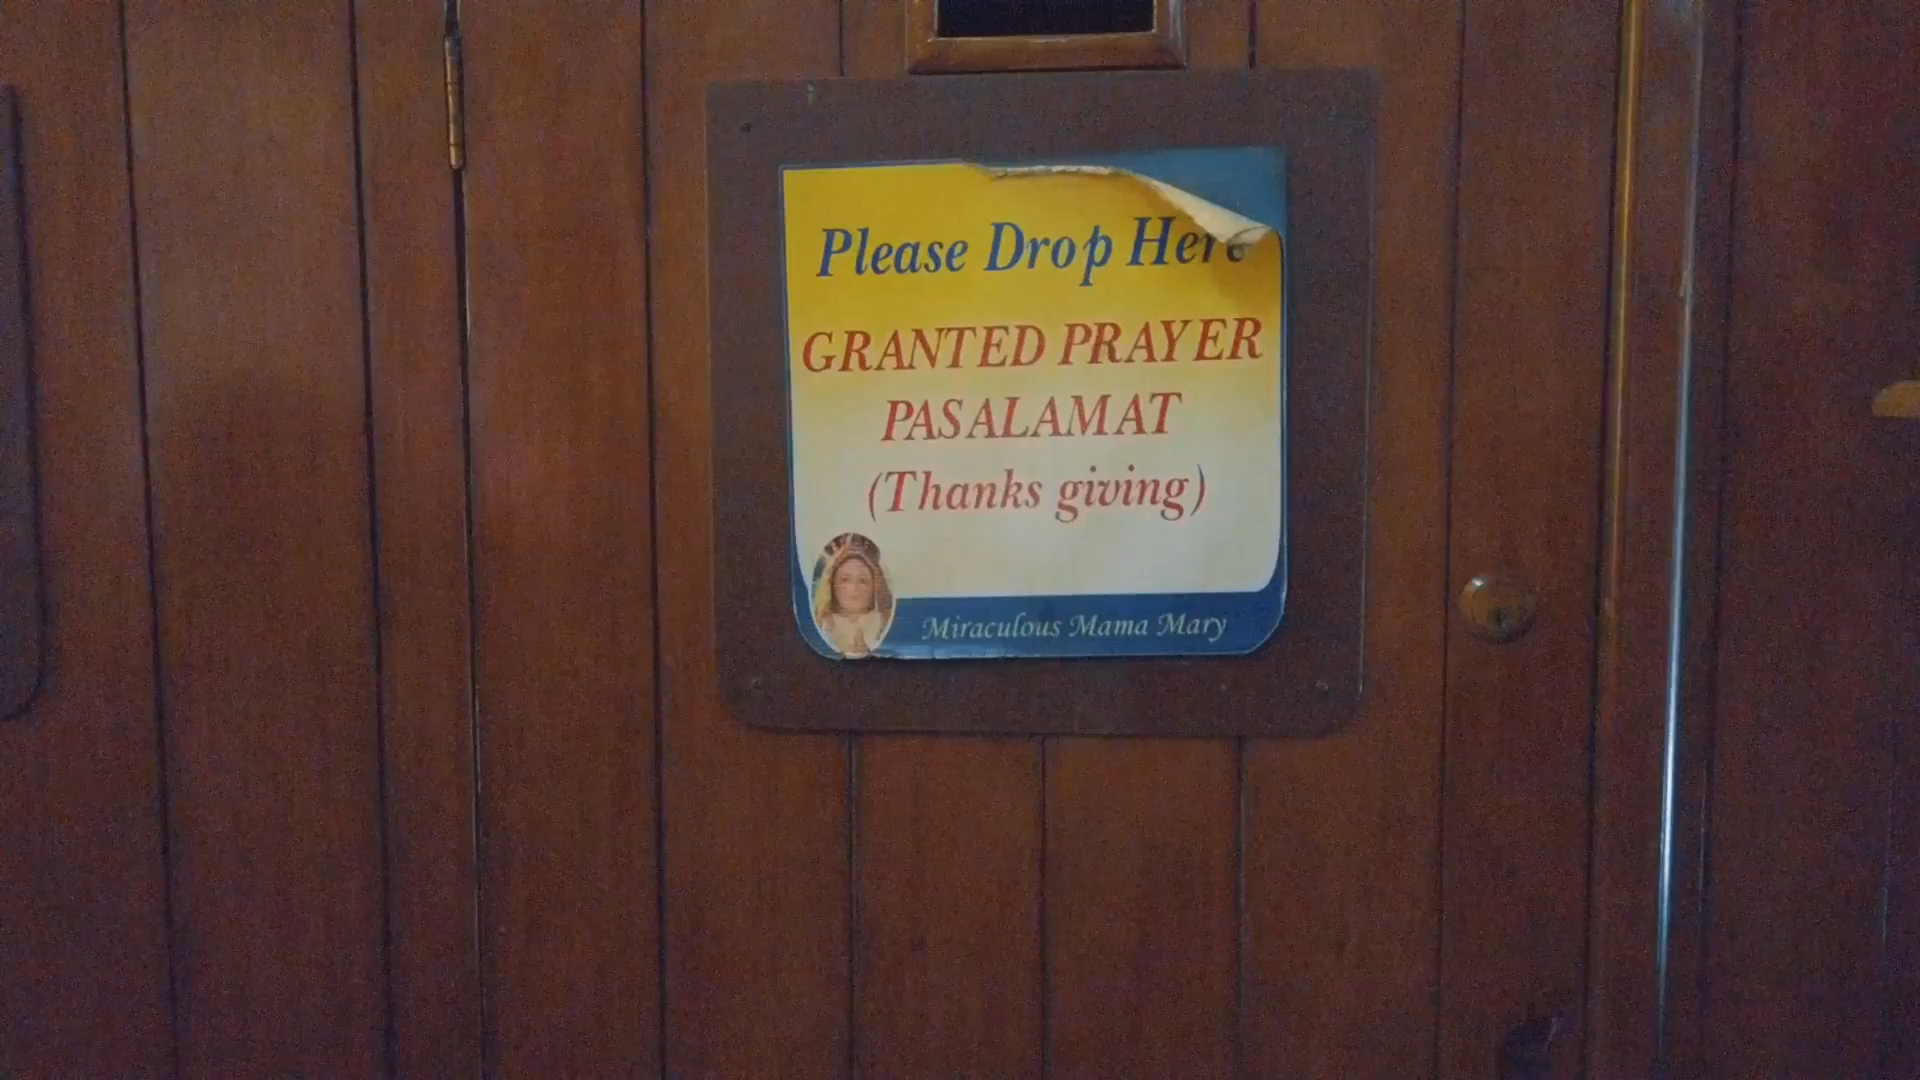 Please Drop Here
GRANTED PRAYER
PASALAMAT
(Thanks giving)
Miraculous Mama Mary